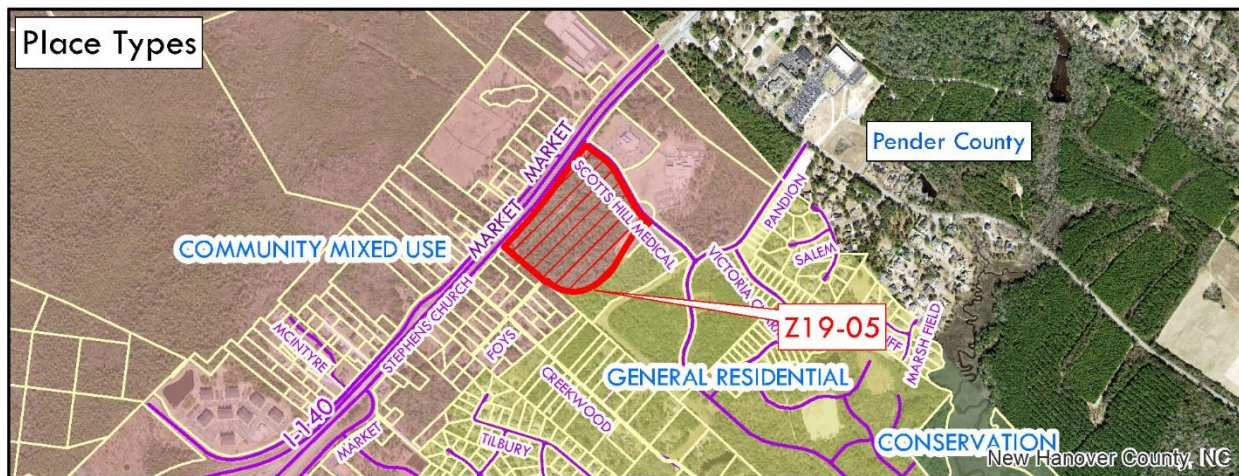 Place Types
MARKET
Pender County
PANDION
SCOTTS HILL MEDICAL
SALEM
COMMUNITY MIXED USE
MARKET
VICTORIA
STEPHENS CHURCH
Z19-05
MCINTYRE
FOYS
MARSH FIELD
GENERAL RESIDENTIAL
CREEKWOOD
I-140
MARKET
TILBURY
CONSERVATION
New Hanover County, NC